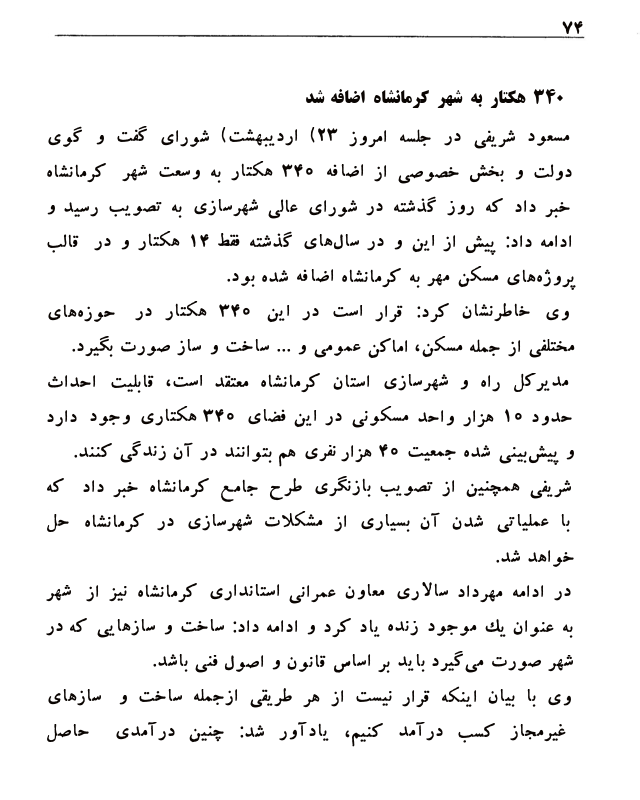 ۷۴
۳۴۰ هکتار به شهر کرمانشاه اضافه شد
مسعود شریفی در جلسه امروز ۲۳) اردیبهشت) شورای گفت و گوی
دولت و بخش خصوصی از اضافه ۳۴۰ هکتار به وسعت شهر کرمانشاه
خبر داد که روز گذشته در شورای عالی شهرسازی به تصویب رسید و
ادامه داد: پیش از این و در سال‌های گذشته فقط ۱۴ هکتار و در قالب
پروژه‌های مسکن مهر به کرمانشاه اضافه شده بود.
وی خاطرنشان کرد: قرار است در این ۳۴۰ هکتار در حوزه‌های
مختلفی از جمله مسکن، اماکن عمومی و ... ساخت و ساز صورت بگیرد.
مدیرکل راه و شهرسازی استان کرمانشاه معتقد است، قابلیت احداث
حدود ۱۰ هزار واحد مسکونی در این فضای ۳۴۰ هکتاری وجود دارد
و پیش‌بینی شده جمعیت ۴۰ هزار نفری هم بتوانند در آن زندگی کنند.
شریفی همچنین از تصویب بازنگری طرح جامع کرمانشاه خبر داد که
با عملیاتی شدن آن بسیاری از مشکلات شهرسازی در کرمانشاه حل
خواهد شد.
در ادامه مهرداد سالاری معاون عمرانی استانداری کرمانشاه نیز از شهر
به عنوان یك موجود زنده یاد کرد و ادامه داد: ساخت و سازهایی که در
شهر صورت می‌گیرد باید بر اساس قانون و اصول فنی باشد.
وی با بیان اینکه قرار نیست از هر طریقی ازجمله ساخت و سازهای
غیرمجاز کسب درآمد کنیم، یادآور شد: چنین درآمدی حاصل